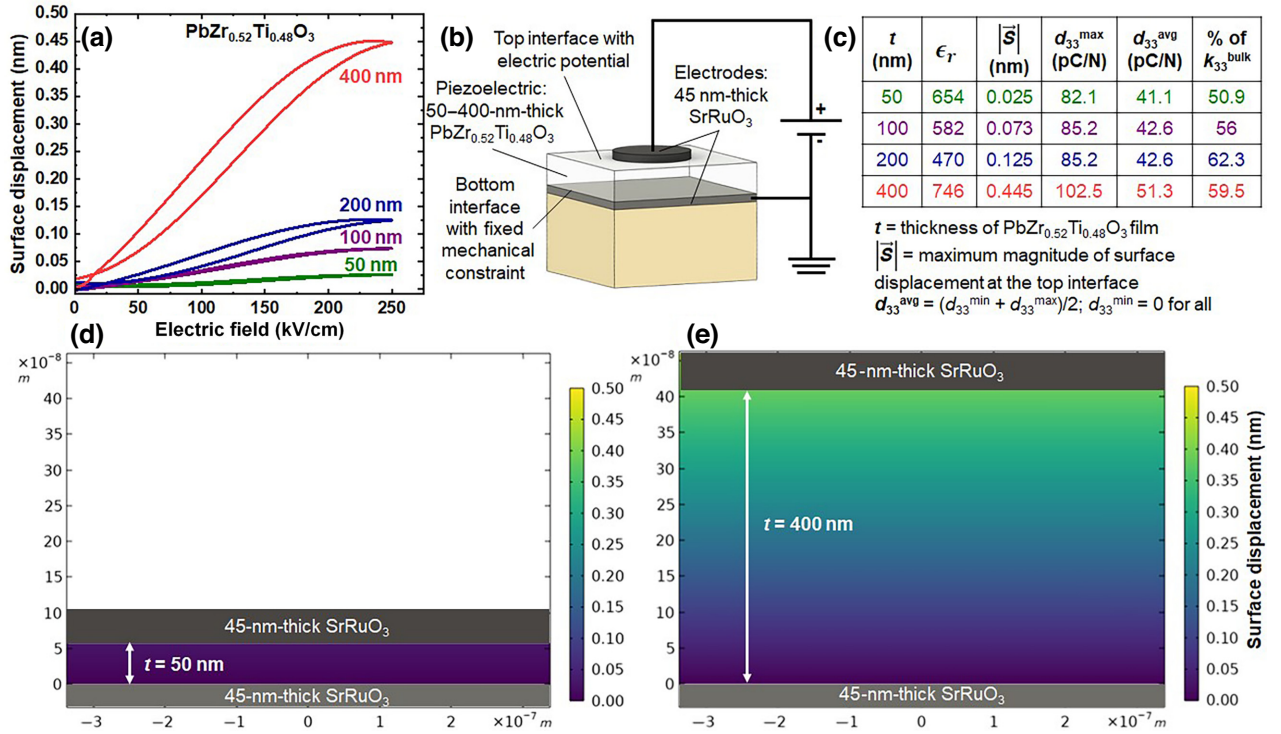 (a)
PbZr0.52Ti0.48O3
Surface displacement (nm)
0.50
0.45
0.40
0.35
0.30
0.25
0.20
0.15
0.10
0.05
0.00
400 nm
200 nm
100 nm
50 nm
0 50 100 150 200 250
Electric field (kV/cm)
(b)
Top interface with
electric potential
Piezoelectric:
50–400-nm-thick
PbZr0.52Ti0.48O3
Bottom
interface
with fixed
mechanical
constraint
Electrodes:
45 nm-thick
SrRuO3
+
-
(c)
t (nm) ϵr |s⃗| (nm) d33max (pC/N) d33avg (pC/N) % of k33bulk
50 654 0.025 82.1 41.1 50.9
100 582 0.073 85.2 42.6 56
200 470 0.125 85.2 42.6 62.3
400 746 0.445 102.5 51.3 59.5
t = thickness of PbZr0.52Ti0.48O3 film
|s⃗| = maximum magnitude of surface
displacement at the top interface
d33avg = (d33min + d33max)/2; d33min = 0 for all
(d)
×10−8
m
45
40
35
30
25
20
15
10
5
0
45-nm-thick SrRuO3
t = 50 nm
45-nm-thick SrRuO3
−3 −2 −1 0 1 2 ×10−7 m
0.50
0.45
0.40
0.35
0.30
0.25
0.20
0.15
0.10
0.05
0.00
(e)
×10−8
m
40
35
30
25
20
15
10
5
0
45-nm-thick SrRuO3
t = 400 nm
45-nm-thick SrRuO3
−3 −2 −1 0 1 2 ×10−7 m
0.50
0.45
0.40
0.35
0.30
0.25
0.20
0.15
0.10
0.05
0.00
Surface displacement (nm)